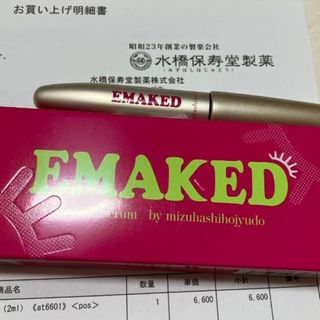 お買い上げ明細書
昭和23年創業の製薬会社
水橋保寿堂製薬
(みずはしほじゅどう)
水橋保寿堂製薬株式会社
EMAKED
EMAKED
serum by mizuhashihojyudo
商品名 数量 単価 小計
(2ml) 《at6601》 <pos> 1 6,600 6,600